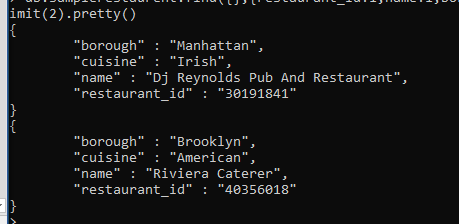 imit(2).pretty()
{
"borough" : "Manhattan",
"cuisine" : "Irish",
"name" : "Dj Reynolds Pub And Restaurant",
"restaurant_id" : "30191841"
}
{
"borough" : "Brooklyn",
"cuisine" : "American",
"name" : "Riviera Caterer",
"restaurant_id" : "40356018"
}
>